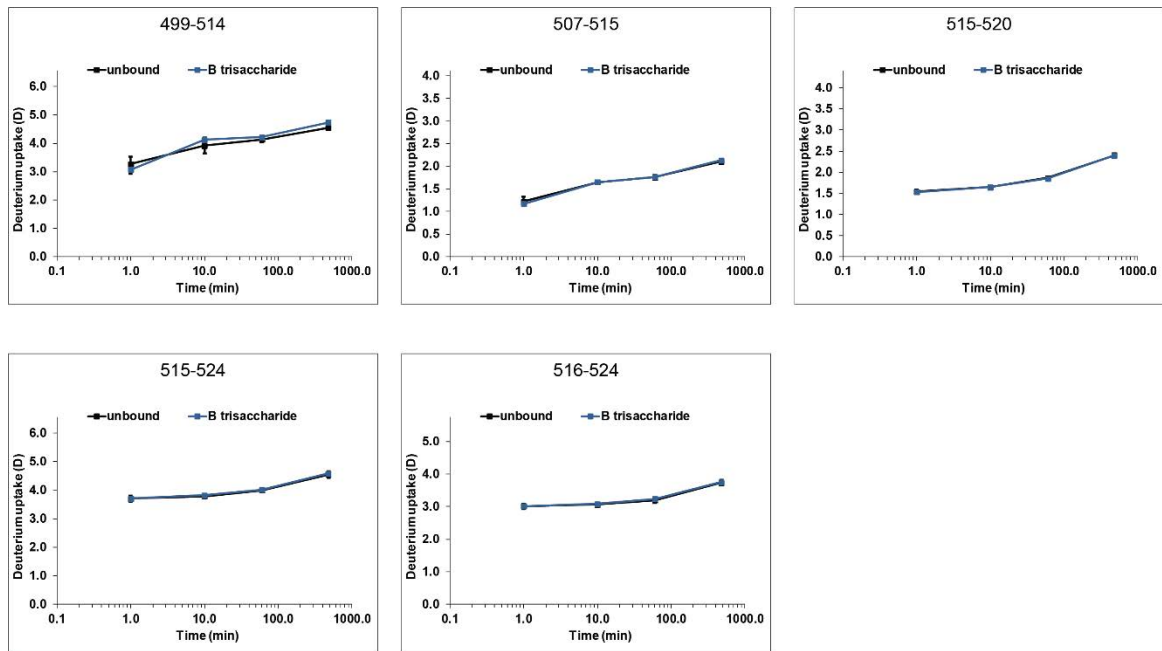 499-514
unbound B trisaccharide
Deuterium uptake (D)
6.0
5.0
4.0
3.0
2.0
1.0
0.0
0.1 1.0 10.0 100.0 1000.0
Time (min)
507-515
unbound B trisaccharide
Deuterium uptake (D)
4.0
3.5
3.0
2.5
2.0
1.5
1.0
0.5
0.0
0.1 1.0 10.0 100.0 1000.0
Time (min)
515-520
unbound B trisaccharide
Deuterium uptake (D)
4.0
3.5
3.0
2.5
2.0
1.5
1.0
0.5
0.0
0.1 1.0 10.0 100.0 1000.0
Time (min)
515-524
unbound B trisaccharide
Deuterium uptake (D)
6.0
5.0
4.0
3.0
2.0
1.0
0.0
0.1 1.0 10.0 100.0 1000.0
Time (min)
516-524
unbound B trisaccharide
Deuterium uptake (D)
5.0
4.0
3.0
2.0
1.0
0.0
0.1 1.0 10.0 100.0 1000.0
Time (min)